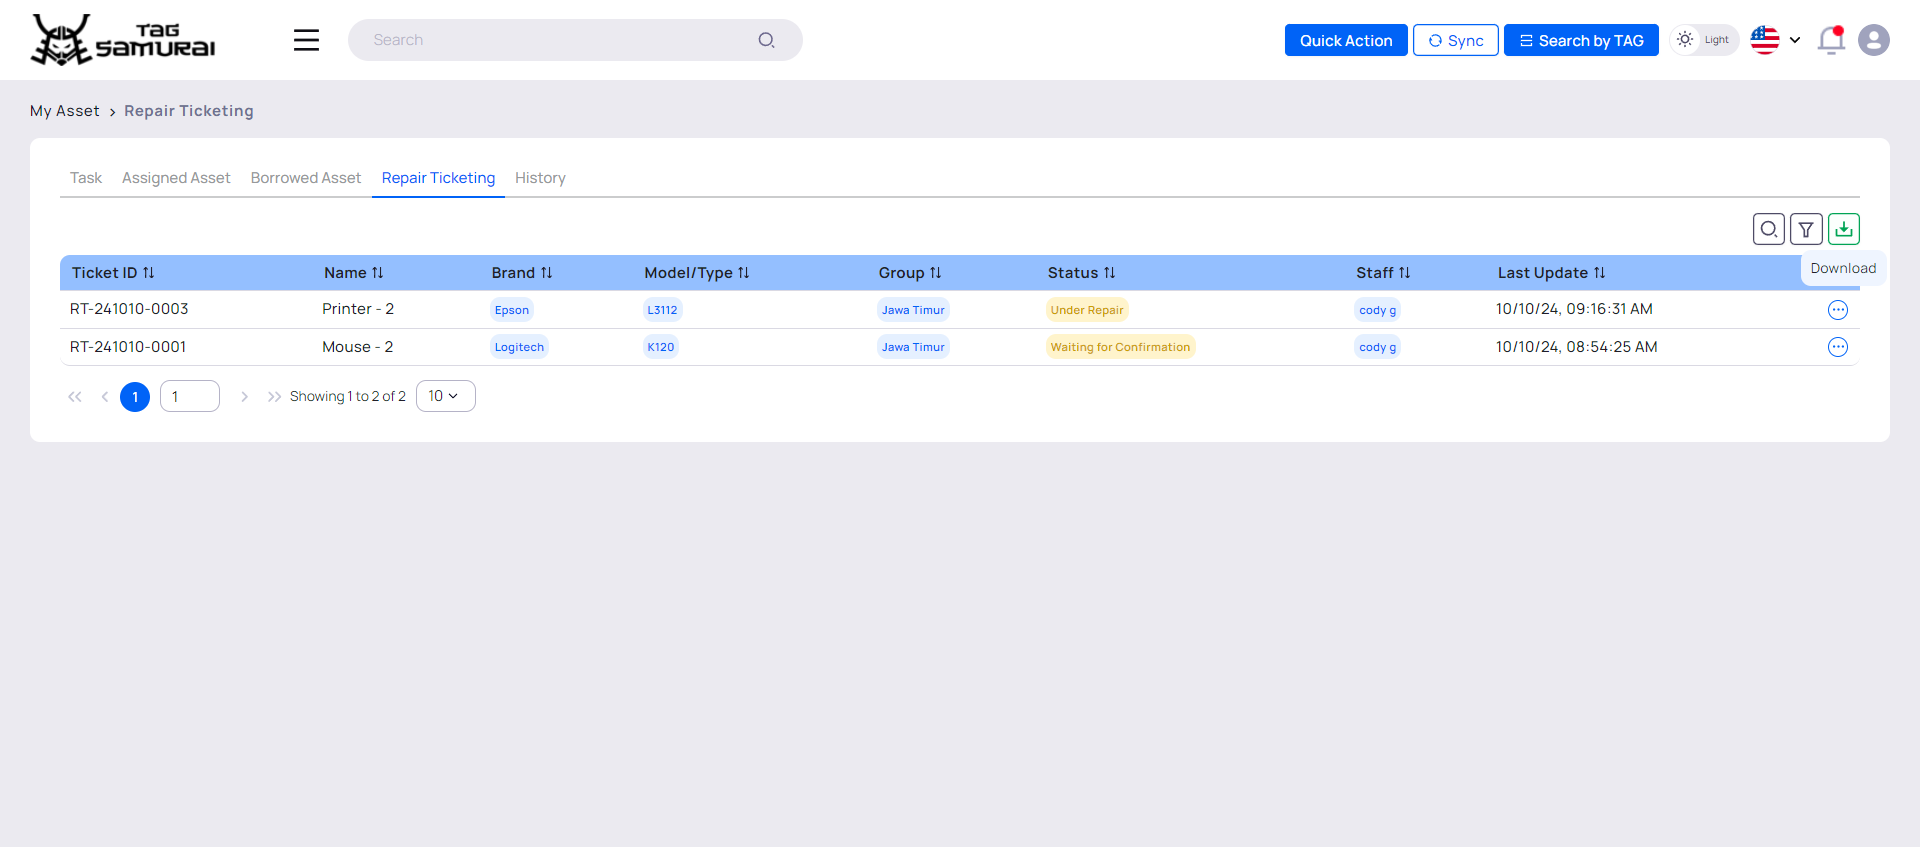 TAG SAMURAI
Search
Quick Action
Sync
Search by TAG
Light
My Asset > Repair Ticketing
Task Assigned Asset Borrowed Asset Repair Ticketing History
Download
Ticket ID Name Brand Model/Type Group Status Staff Last Update
RT-241010-0003 Printer - 2 Epson L3112 Jawa Timur Under Repair cody g 10/10/24, 09:16:31 AM
RT-241010-0001 Mouse - 2 Logitech K120 Jawa Timur Waiting for Confirmation cody g 10/10/24, 08:54:25 AM
1 1 Showing 1 to 2 of 2 10